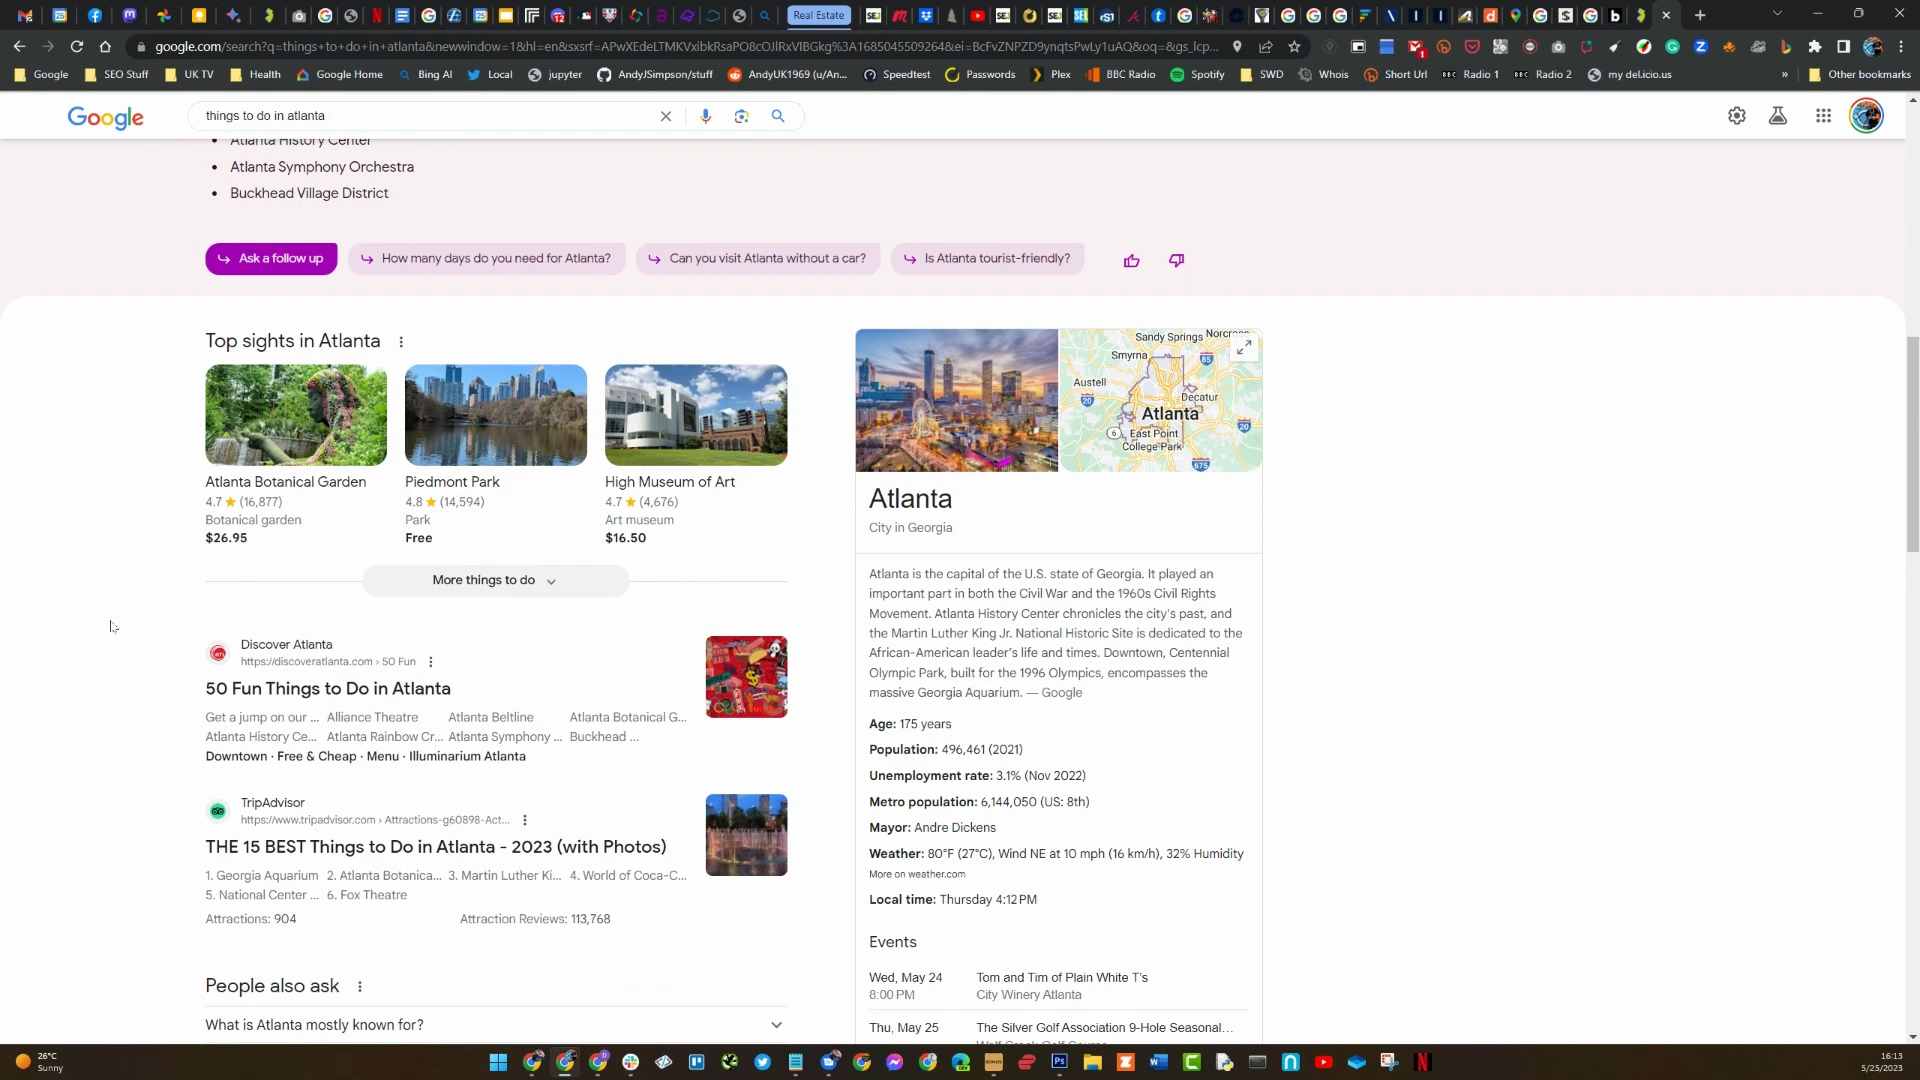 Real Estate
google.com/search?q=things+to+do+in+atlanta&newwindow=1&hl=en&sxsrf=APwXEdeLTMKVxibkRsaPO8cOJlRxVIBGkg%3A1685045509264&ei=BcFvZNPZD9ynqtsPwLy1uAQ&oq=&gs_lcp...
Google
SEO Stuff
UK TV
Health
Google Home
Bing AI
Local
jupyter
AndyJSimpson/stuff
AndyUK1969 (u/An...
Speedtest
Passwords
Plex
BBC Radio
Spotify
SWD
Whois
Short Url
Radio 1
Radio 2
my del.icio.us
»
Other bookmarks
Google
things to do in atlanta
• Atlanta History Center
• Atlanta Symphony Orchestra
• Buckhead Village District
Ask a follow up
How many days do you need for Atlanta?
Can you visit Atlanta without a car?
Is Atlanta tourist-friendly?
Top sights in Atlanta
Atlanta Botanical Garden
4.7 ★ (16,877)
Botanical garden
$26.95
Piedmont Park
4.8 ★ (14,594)
Park
Free
High Museum of Art
4.7 ★ (4,676)
Art museum
$16.50
More things to do
Discover Atlanta
https://discoveratlanta.com › 50 Fun
50 Fun Things to Do in Atlanta
Get a jump on our ... Alliance Theatre Atlanta Beltline Atlanta Botanical G...
Atlanta History Ce... Atlanta Rainbow Cr... Atlanta Symphony ... Buckhead ...
Downtown · Free & Cheap · Menu · Illuminarium Atlanta
TripAdvisor
https://www.tripadvisor.com › Attractions-g60898-Act...
THE 15 BEST Things to Do in Atlanta - 2023 (with Photos)
1. Georgia Aquarium 2. Atlanta Botanica... 3. Martin Luther Ki... 4. World of Coca-C...
5. National Center ... 6. Fox Theatre
Attractions: 904 Attraction Reviews: 113,768
People also ask
What is Atlanta mostly known for?
Sandy Springs
Norcross
Smyrna
85
Austell
20
Decatur
Atlanta
6
East Point
20
College Park
675
Atlanta
City in Georgia
Atlanta is the capital of the U.S. state of Georgia. It played an
important part in both the Civil War and the 1960s Civil Rights
Movement. Atlanta History Center chronicles the city's past, and
the Martin Luther King Jr. National Historic Site is dedicated to the
African-American leader's life and times. Downtown, Centennial
Olympic Park, built for the 1996 Olympics, encompasses the
massive Georgia Aquarium. — Google
Age: 175 years
Population: 496,461 (2021)
Unemployment rate: 3.1% (Nov 2022)
Metro population: 6,144,050 (US: 8th)
Mayor: Andre Dickens
Weather: 80°F (27°C), Wind NE at 10 mph (16 km/h), 32% Humidity
More on weather.com
Local time: Thursday 4:12 PM
Events
Wed, May 24 Tom and Tim of Plain White T's
8:00 PM City Winery Atlanta
Thu, May 25 The Silver Golf Association 9-Hole Seasonal...
26°C
Sunny
16:13
5/25/2023